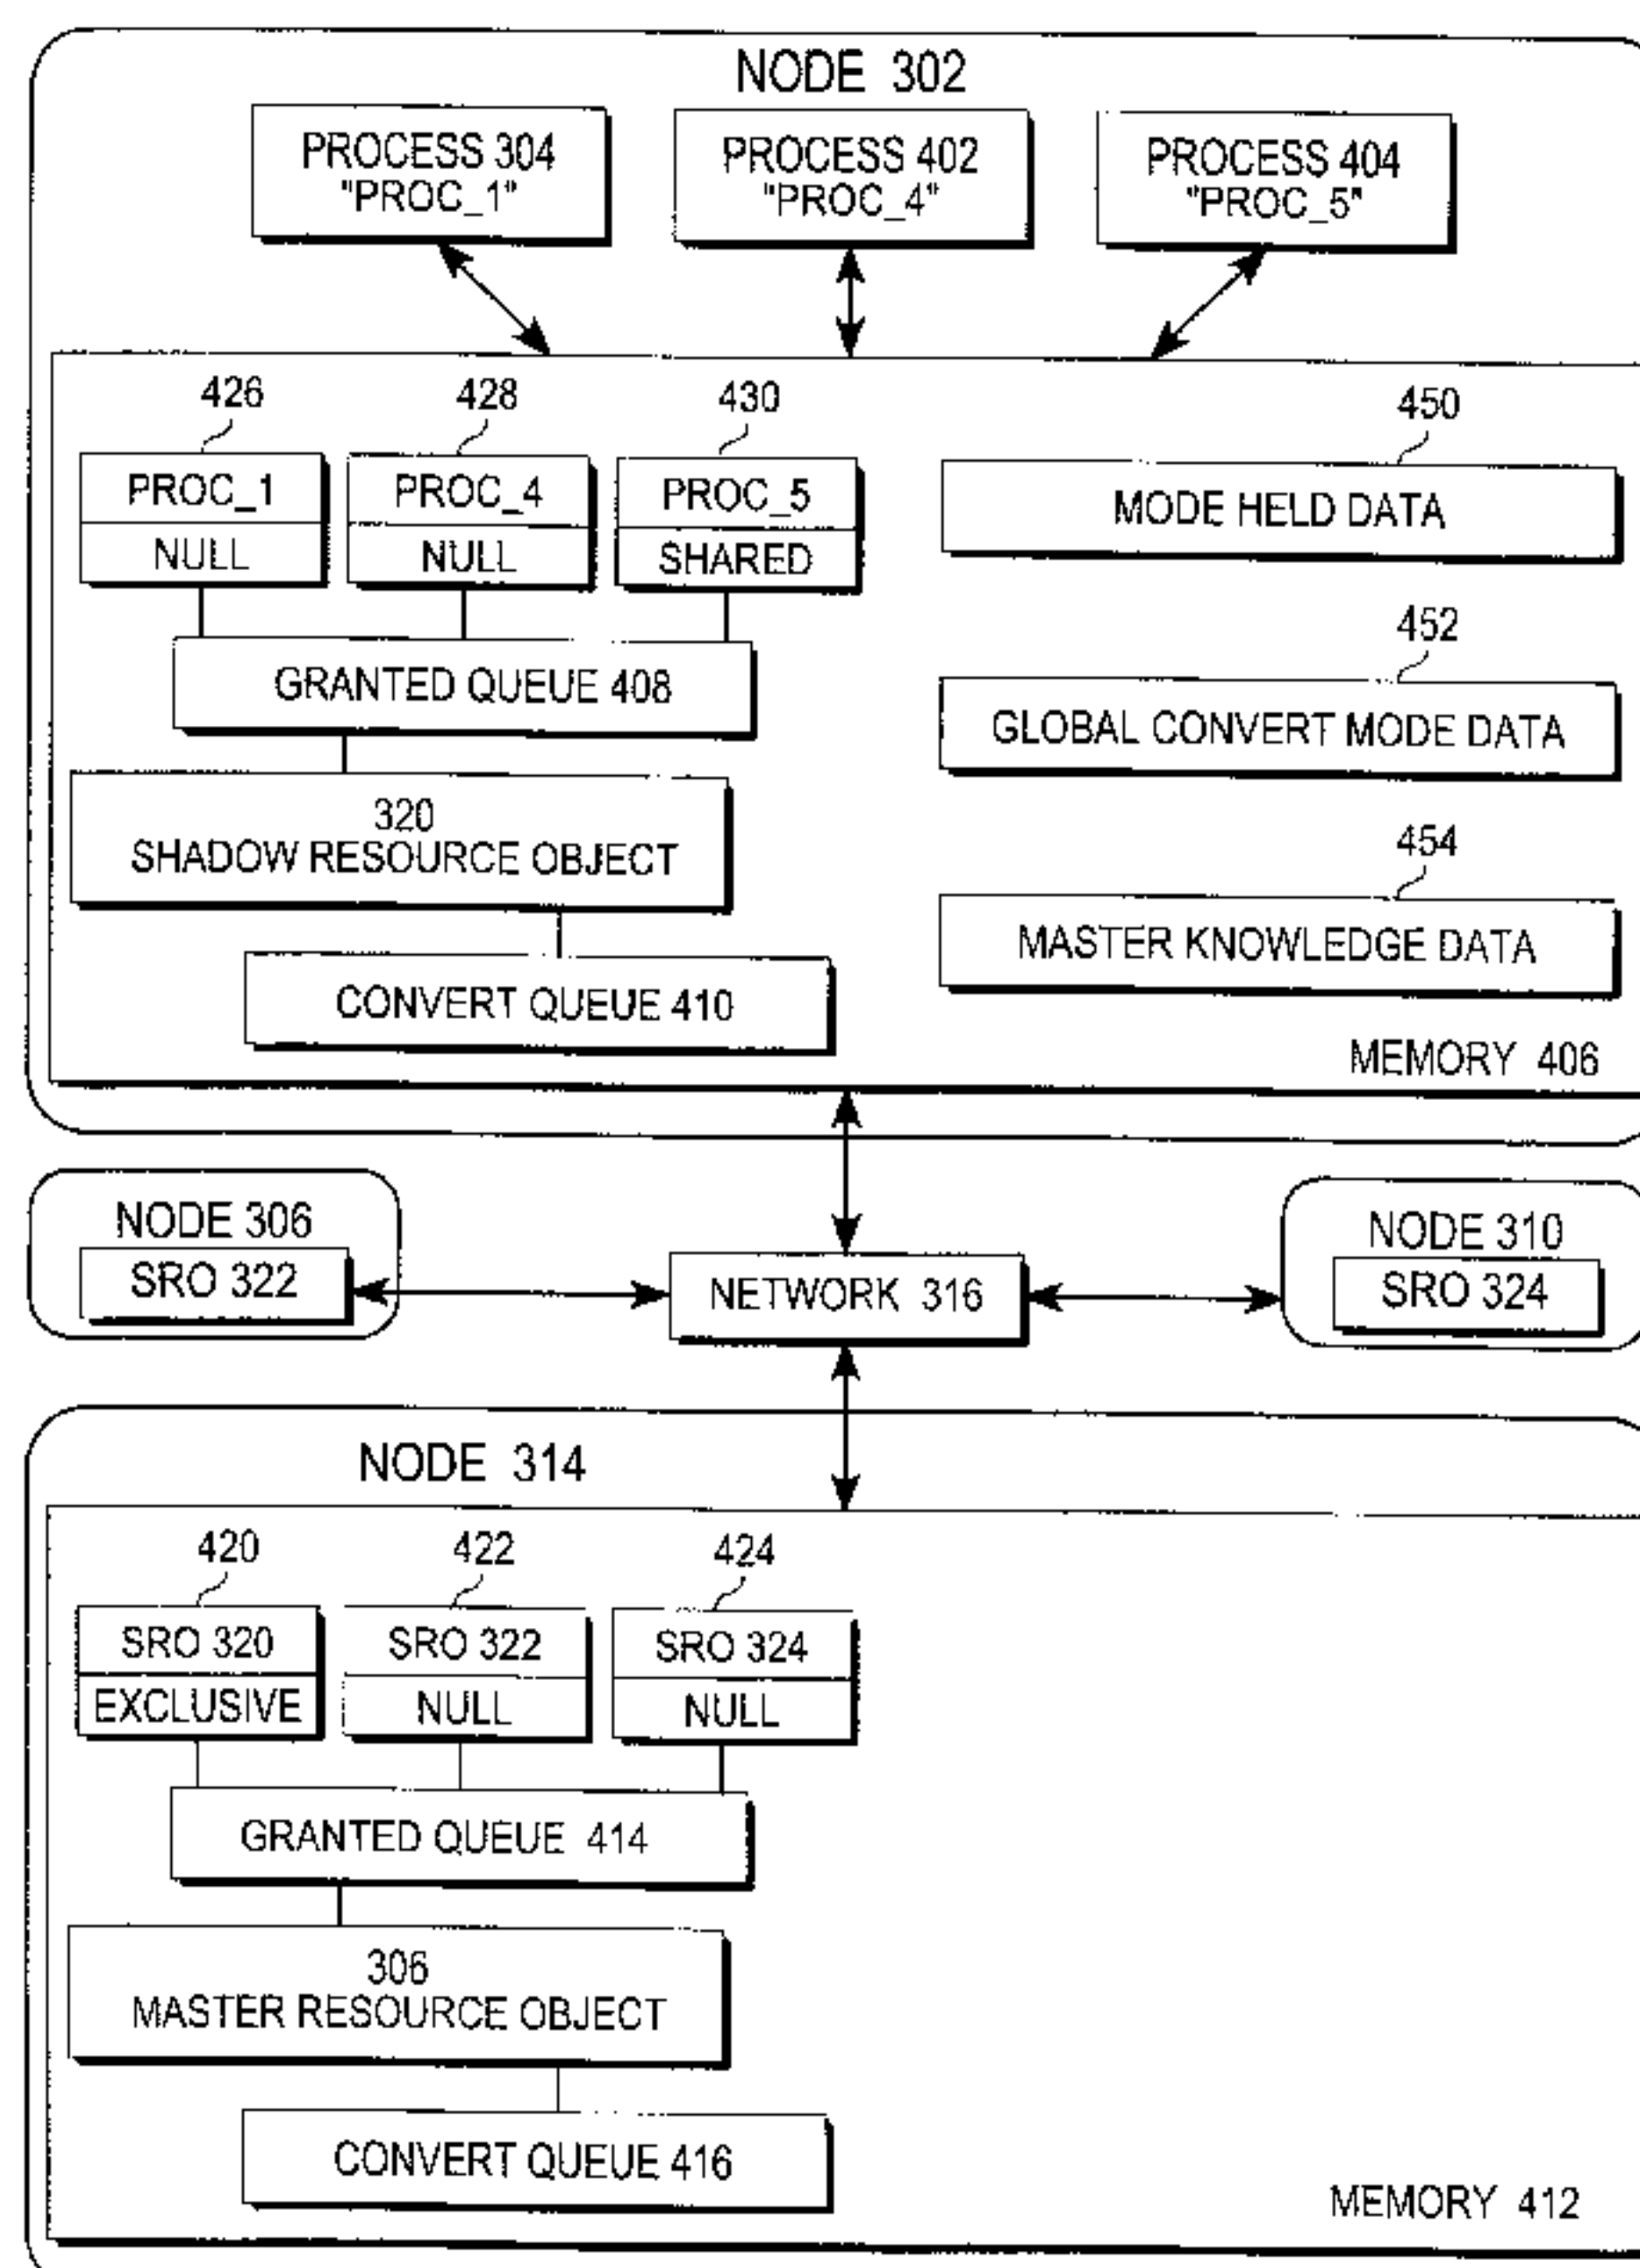 NODE 302
PROCESS 304
"PROC_1"
PROCESS 402
"PROC_4"
PROCESS 404
"PROC_5"
426
428
430
450
PROC_1
NULL
PROC_4
NULL
PROC_5
SHARED
MODE HELD DATA
452
GRANTED QUEUE 408
GLOBAL CONVERT MODE DATA
320
SHADOW RESOURCE OBJECT
454
MASTER KNOWLEDGE DATA
CONVERT QUEUE 410
MEMORY 406
NODE 306
SRO 322
NETWORK 316
NODE 310
SRO 324
NODE 314
420
422
424
SRO 320
EXCLUSIVE
SRO 322
NULL
SRO 324
NULL
GRANTED QUEUE 414
306
MASTER RESOURCE OBJECT
CONVERT QUEUE 416
MEMORY 412